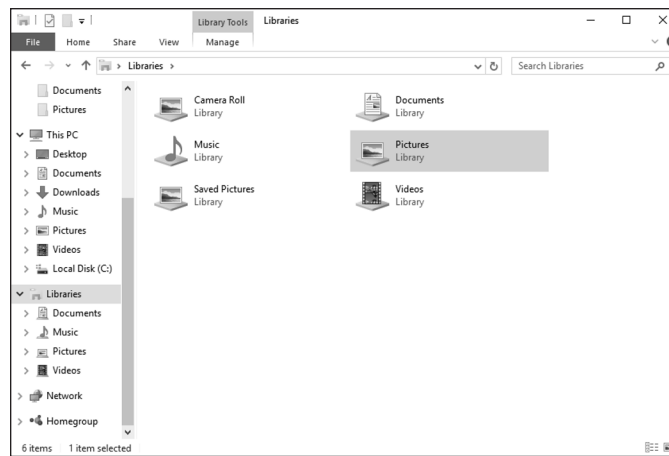 Library Tools
Libraries
File
Home
Share
View
Manage
Libraries
Search Libraries
Documents
Pictures
This PC
Desktop
Documents
Downloads
Music
Pictures
Videos
Local Disk (C:)
Libraries
Documents
Music
Pictures
Videos
Network
Homegroup
Camera Roll
Library
Documents
Library
Music
Library
Pictures
Library
Saved Pictures
Library
Videos
Library
6 items
1 item selected